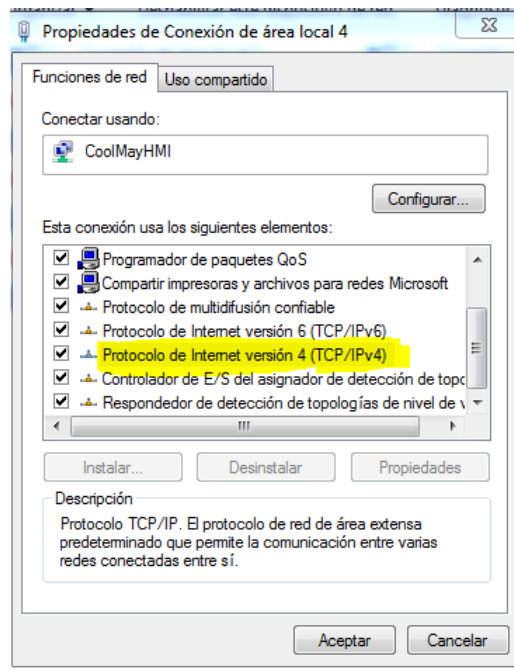 Propiedades de Conexión de área local 4
Funciones de red
Uso compartido
Conectar usando:
CoolMayHMI
Configurar...
Esta conexión usa los siguientes elementos:
Programador de paquetes QoS
Compartir impresoras y archivos para redes Microsoft
Protocolo de multidifusión confiable
Protocolo de Internet versión 6 (TCP/IPv6)
Protocolo de Internet versión 4 (TCP/IPv4)
Controlador de E/S del asignador de detección de topo
Respondedor de detección de topologías de nivel de
Instalar...
Desinstalar
Propiedades
Descripción
Protocolo TCP/IP. El protocolo de red de área extensa
predeterminado que permite la comunicación entre varias
redes conectadas entre sí.
Aceptar
Cancelar